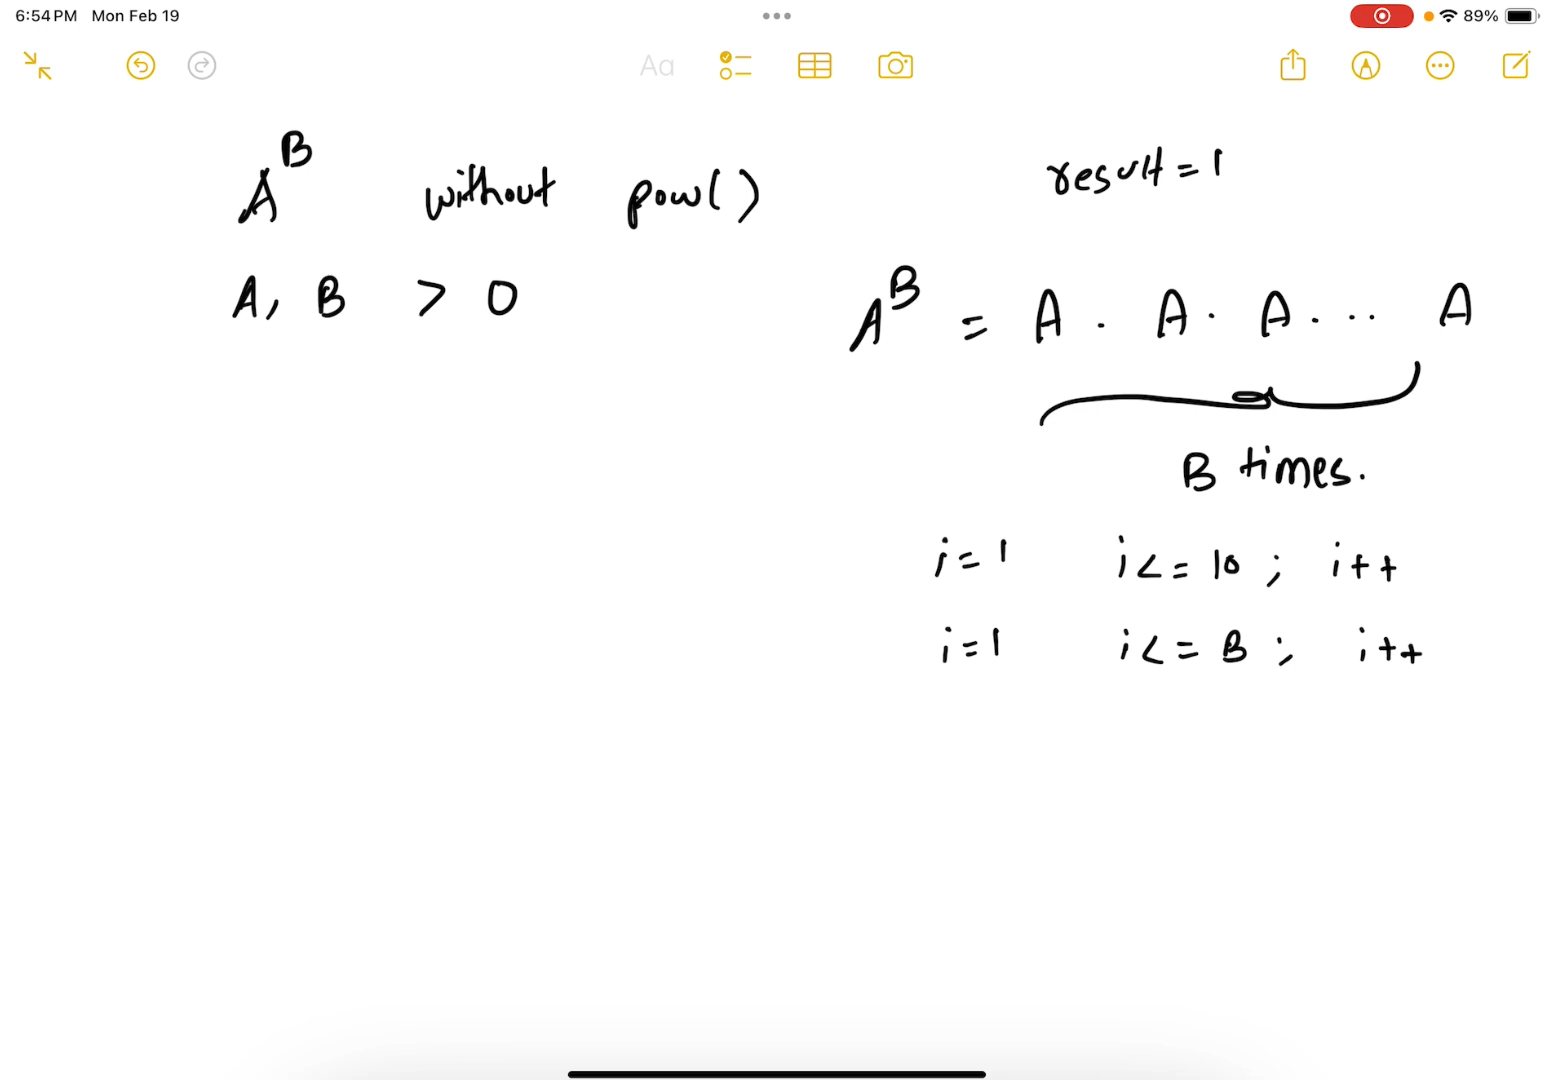 6:54 PM Mon Feb 19
89%
Aa
A^B without pow()
result = 1
A, B > 0
A^B = A . A . A . . . A
B times.
i = 1 i <= 10 ; i++
i = 1 i <= B ; i++